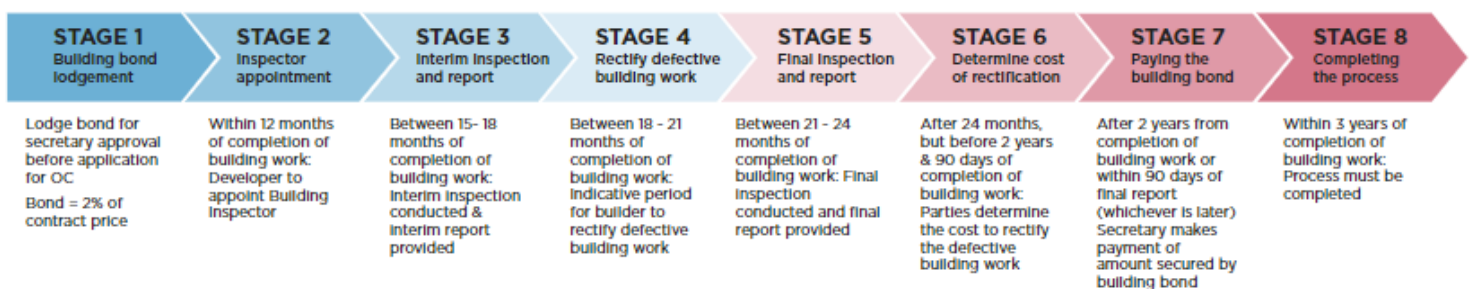 STAGE 1
Building bond
lodgement
STAGE 2
Inspector
appointment
STAGE 3
Interim inspection
and report
STAGE 4
Rectify defective
building work
STAGE 5
Final inspection
and report
STAGE 6
Determine cost
of rectification
STAGE 7
Paying the
building bond
STAGE 8
Completing
the process
Lodge bond for
secretary approval
before application
for OC
Bond = 2% of
contract price
Within 12 months
of completion of
building work:
Developer to
appoint Building
Inspector
Between 15- 18
months of
completion of
building work:
Interim inspection
conducted &
interim report
provided
Between 18 - 21
months of
completion of
building work:
Indicative period
for builder to
rectify defective
building work
Between 21 - 24
months of
completion of
building work: Final
inspection
conducted and final
report provided
After 24 months,
but before 2 years
& 90 days of
completion of
building work:
Parties determine
the cost to rectify
the defective
building work
After 2 years from
completion of
building work or
within 90 days of
final report
(whichever is later)
Secretary makes
payment of
amount secured by
building bond
Within 3 years of
completion of
building work:
Process must be
completed